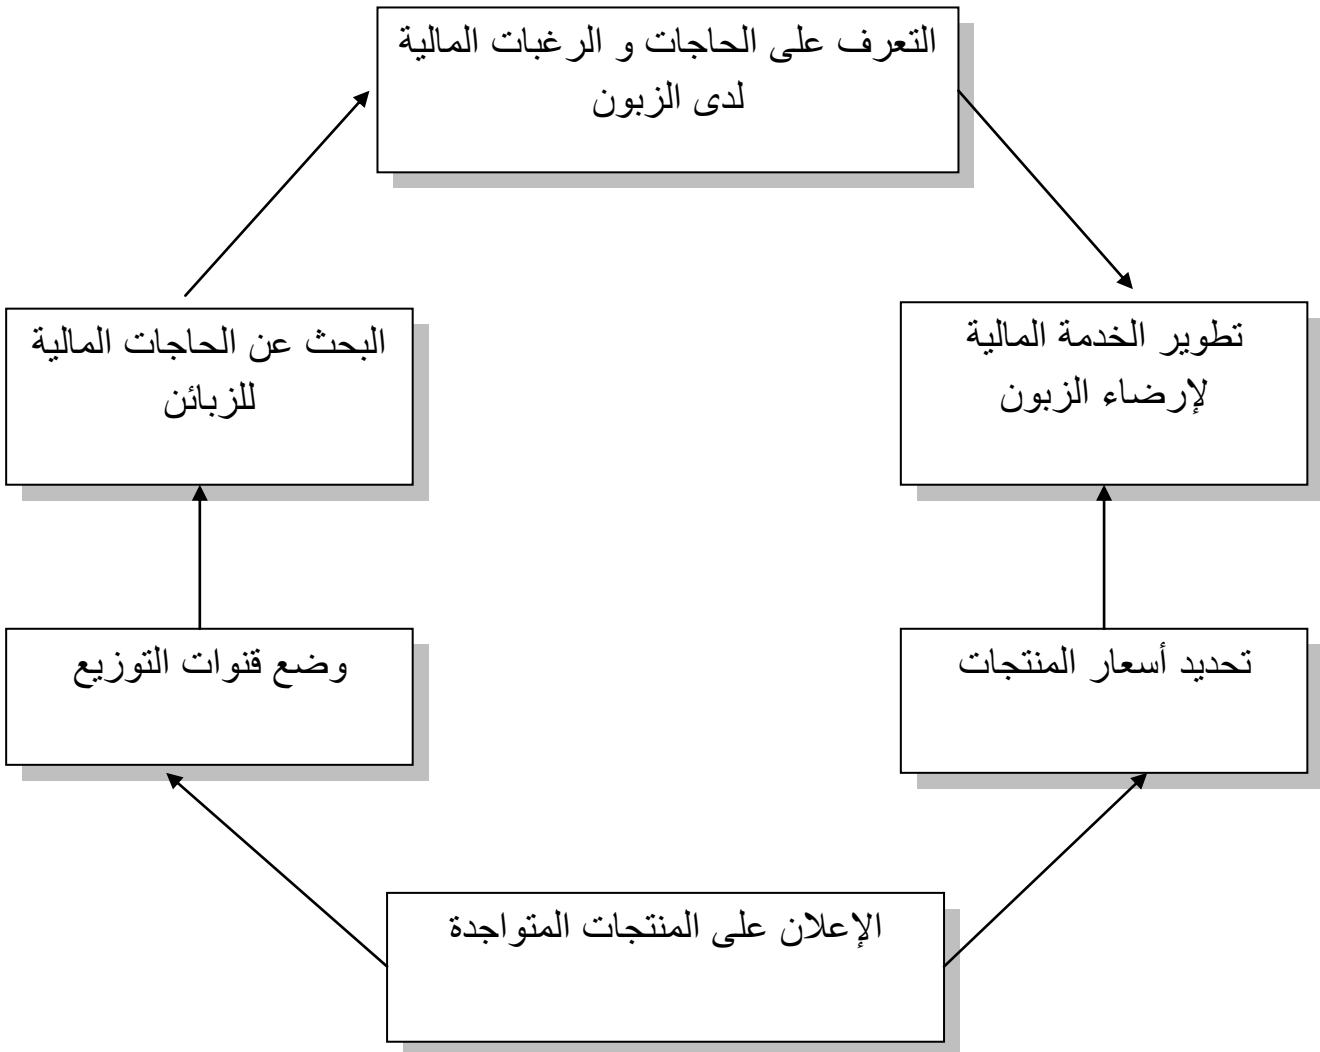 التعرف على الحاجات و الرغبات المالية
لدى الزبون
تطوير الخدمة المالية
لإرضاء الزبون
البحث عن الحاجات المالية
للزبائن
تحديد أسعار المنتجات
وضع قنوات التوزيع
الإعلان على المنتجات المتواجدة